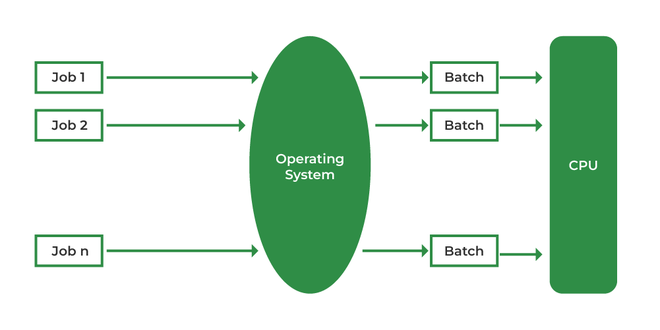 Job 1
Batch
Job 2
Batch
Operating
System
CPU
Job n
Batch